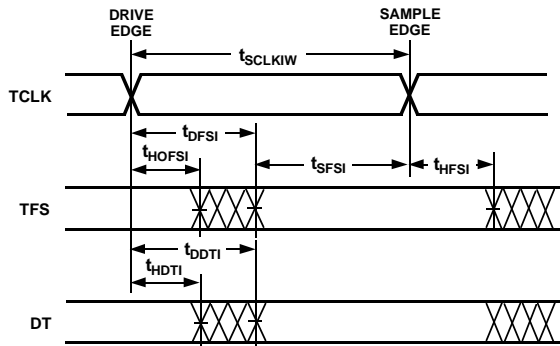 DRIVE
EDGE
SAMPLE
EDGE
tSCLKIW
TCLK
tDFSI
tHOFSI
tSFSI
tHFSI
TFS
tDDTI
tHDTI
DT